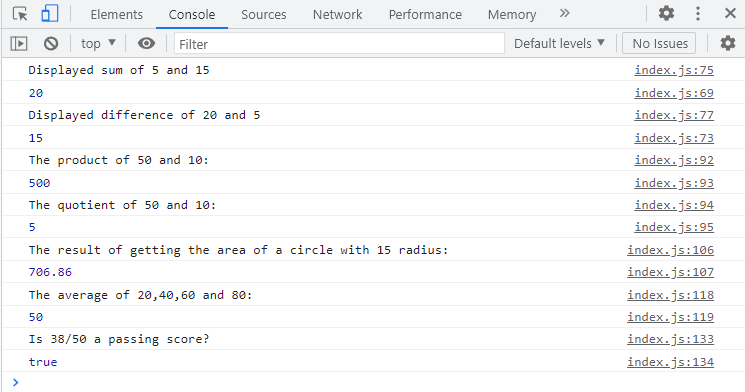 Elements Console Sources Network Performance Memory »
top ▼ Filter Default levels ▼ No Issues
Displayed sum of 5 and 15 index.js:75
20 index.js:69
Displayed difference of 20 and 5 index.js:77
15 index.js:73
The product of 50 and 10: index.js:92
500 index.js:93
The quotient of 50 and 10: index.js:94
5 index.js:95
The result of getting the area of a circle with 15 radius: index.js:106
706.86 index.js:107
The average of 20,40,60 and 80: index.js:118
50 index.js:119
Is 38/50 a passing score? index.js:133
true index.js:134